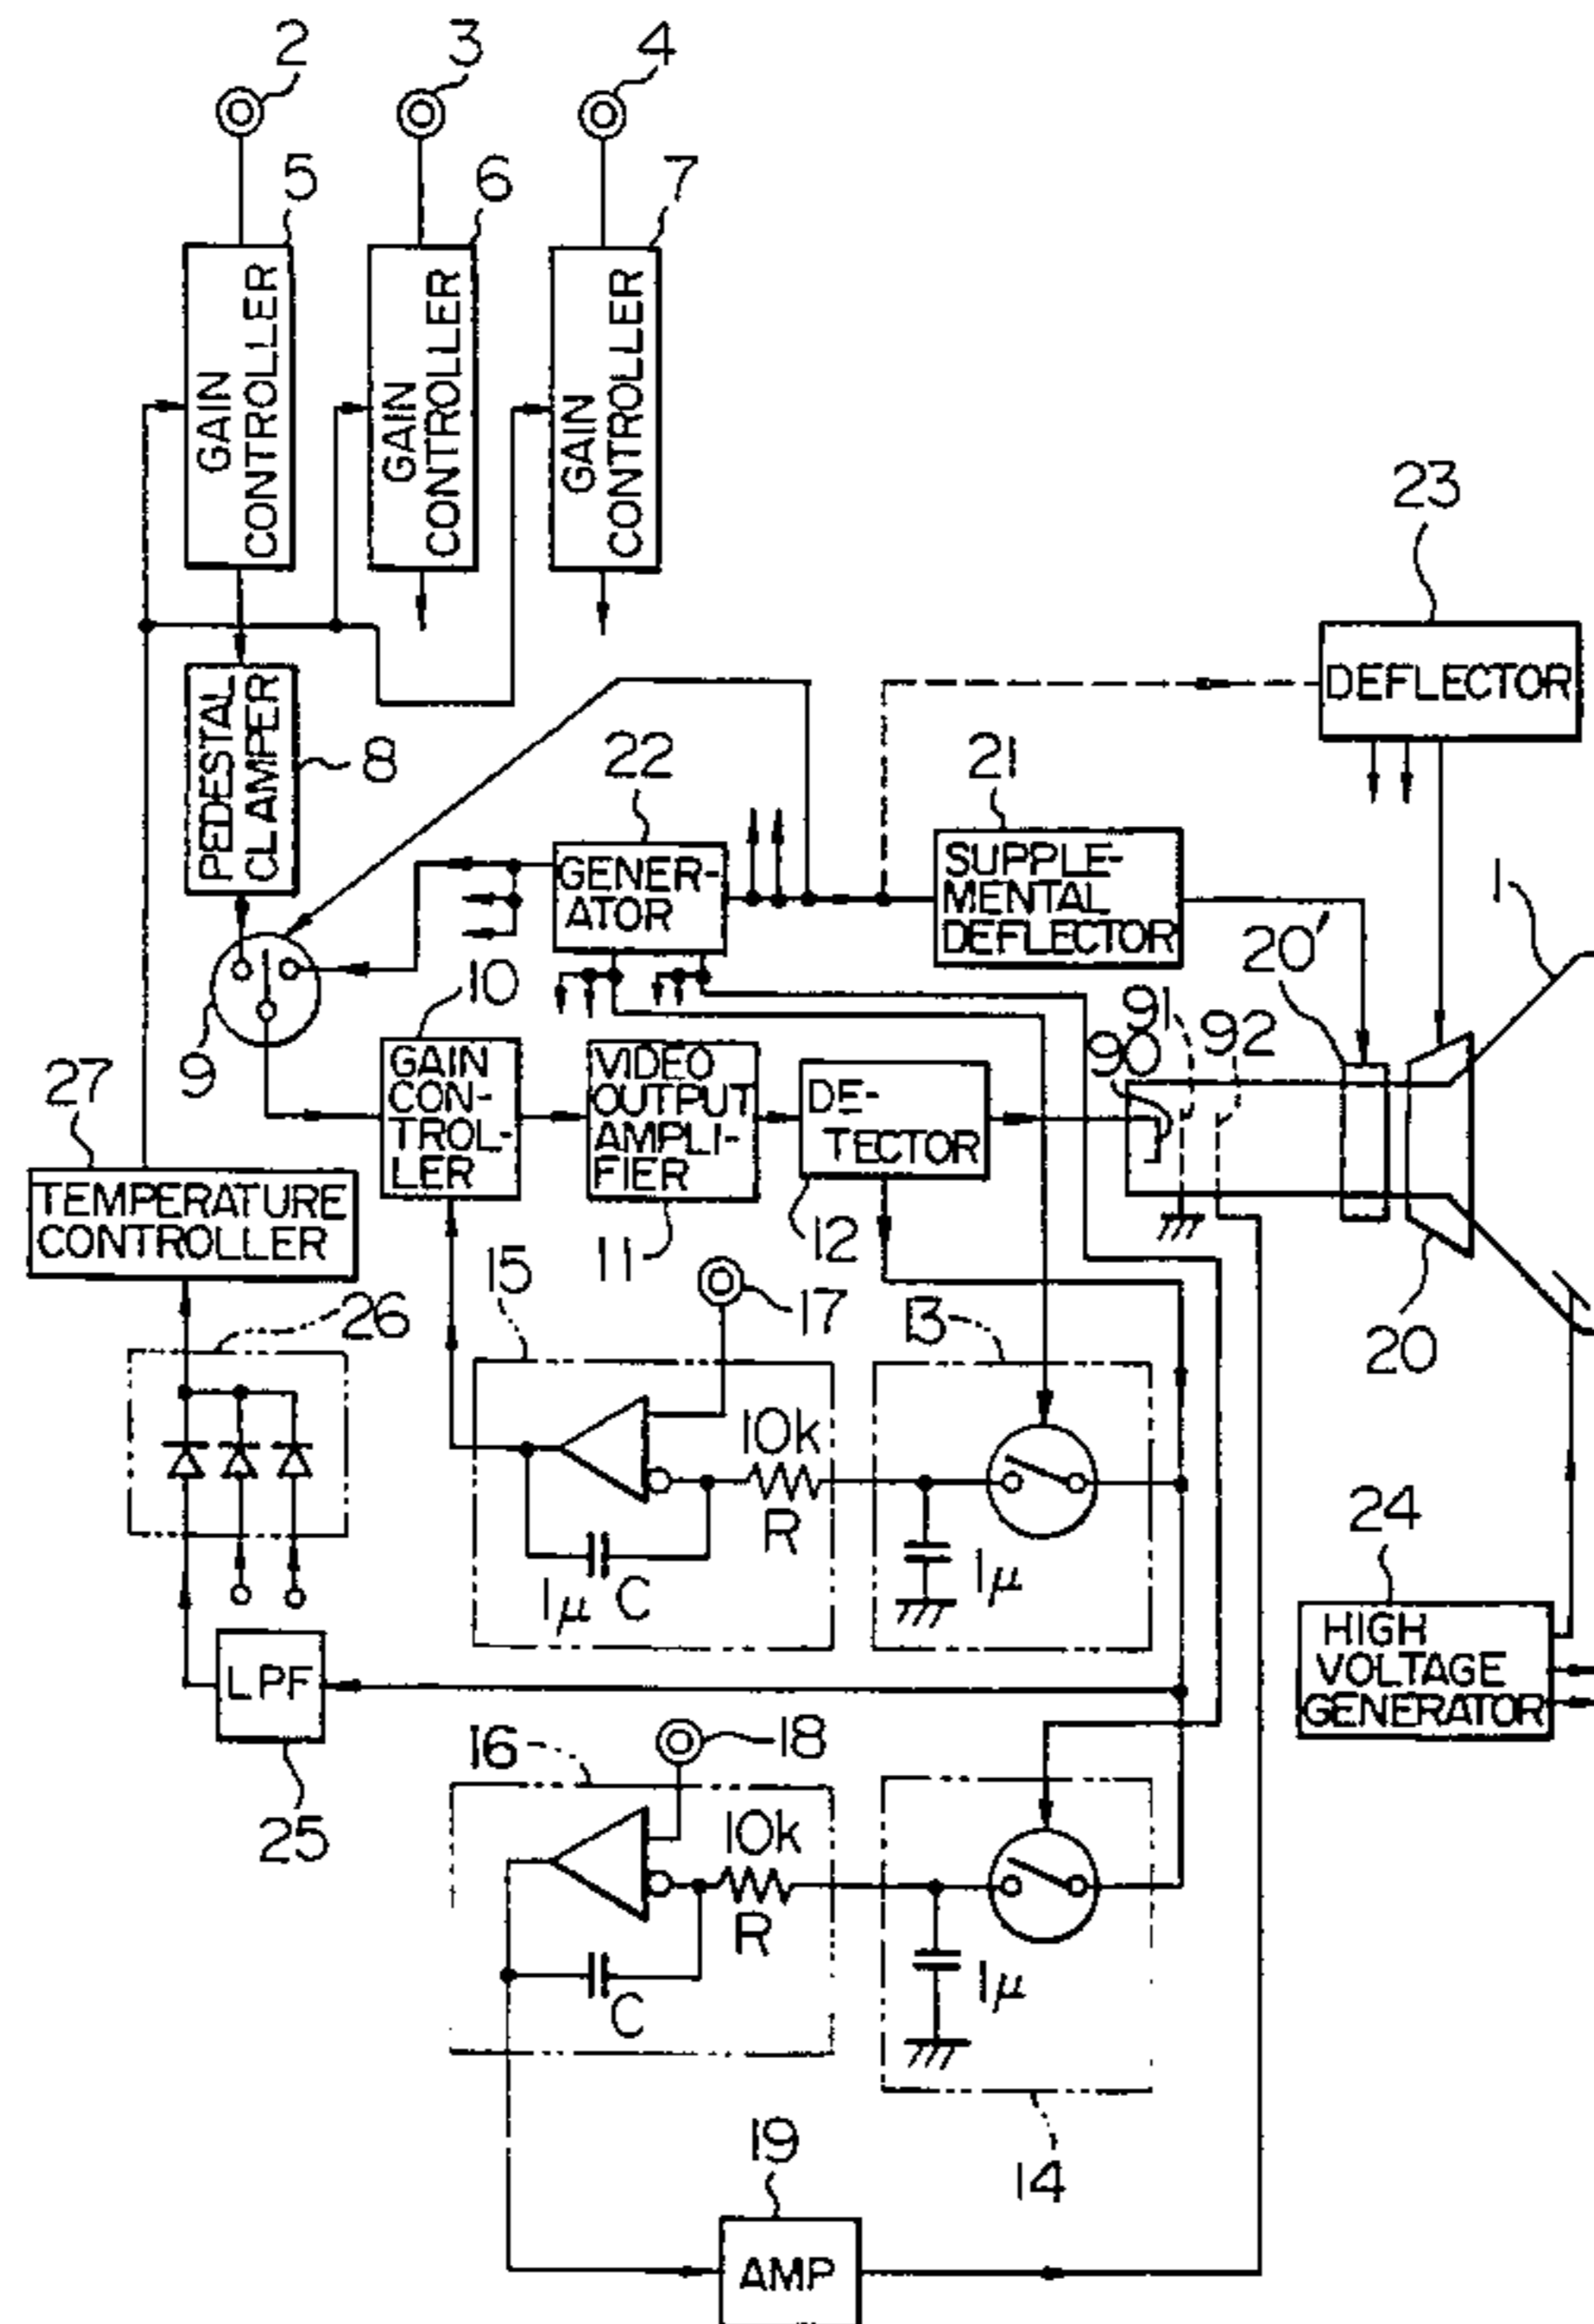 2
3
4
5
6
7
GAIN
CONTROLLER
GAIN
CONTROLLER
GAIN
CONTROLLER
23
DEFLECTOR
PEDESTAL
CLAMPER
8
22
GENER-
ATOR
21
SUPPLE-
MENTAL
DEFLECTOR
1
20'
9
10
GAIN
CON-
TROL-
LER
VIDEO
OUTPUT
AMPLI-
FIER
11
DE-
TECTOR
12
91
90
92
27
TEMPERATURE
CONTROLLER
20
26
15
17
13
10k
R
1μ
C
1μ
24
HIGH
VOLTAGE
GENERATOR
LPF
25
16
18
10k
R
C
1μ
14
19
AMP